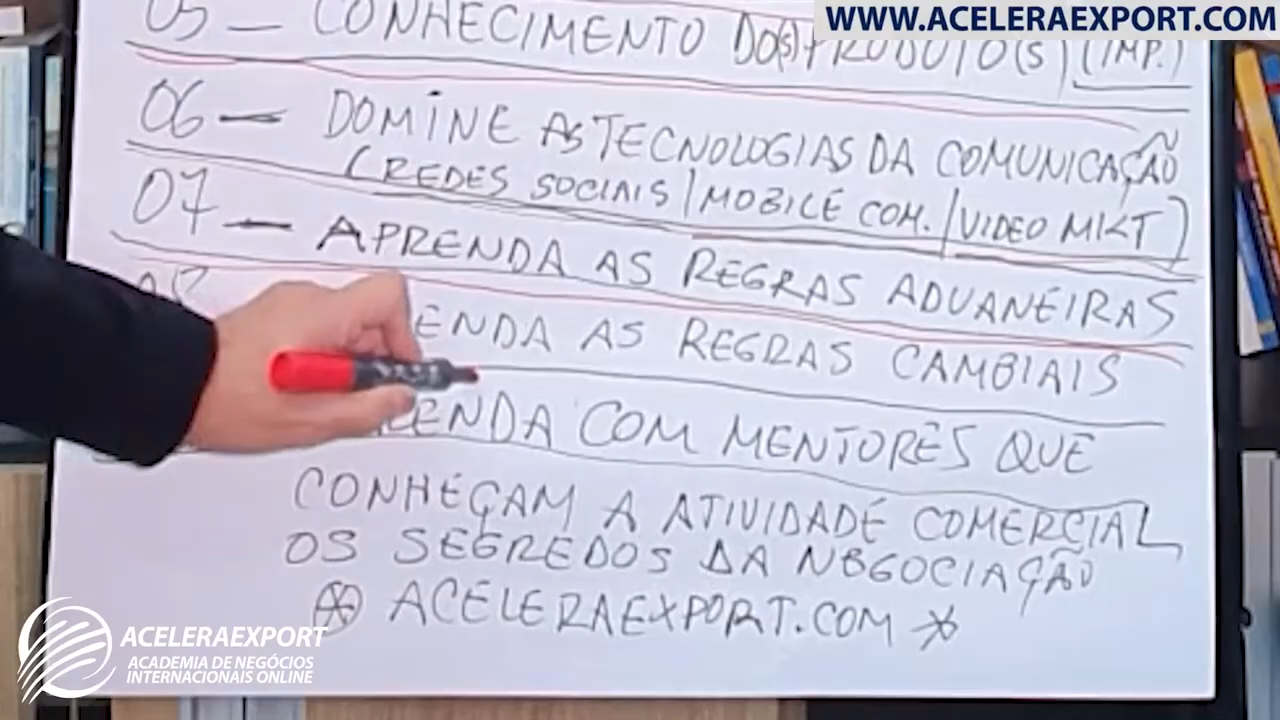 WWW.ACELERAEXPORT.COM
05 - CONHECIMENTO DO(S) PRODUTO(S) (IMP.)
06 - DOMINE AS TECNOLOGIAS DA COMUNICAÇÃO
(REDES SOCIAIS / MOBILE COM. / VIDEO MKT)
07 - APRENDA AS REGRAS ADUANEIRAS
AS REGRAS CAMBIAIS
COM MENTORES QUE
CONHEÇAM A ATIVIDADE COMERCIAL
OS SEGREDOS DA NEGOCIAÇÃO
* ACELERAEXPORT.COM *
ACELERAEXPORT
ACADEMIA DE NEGÓCIOS
INTERNACIONAIS ONLINE